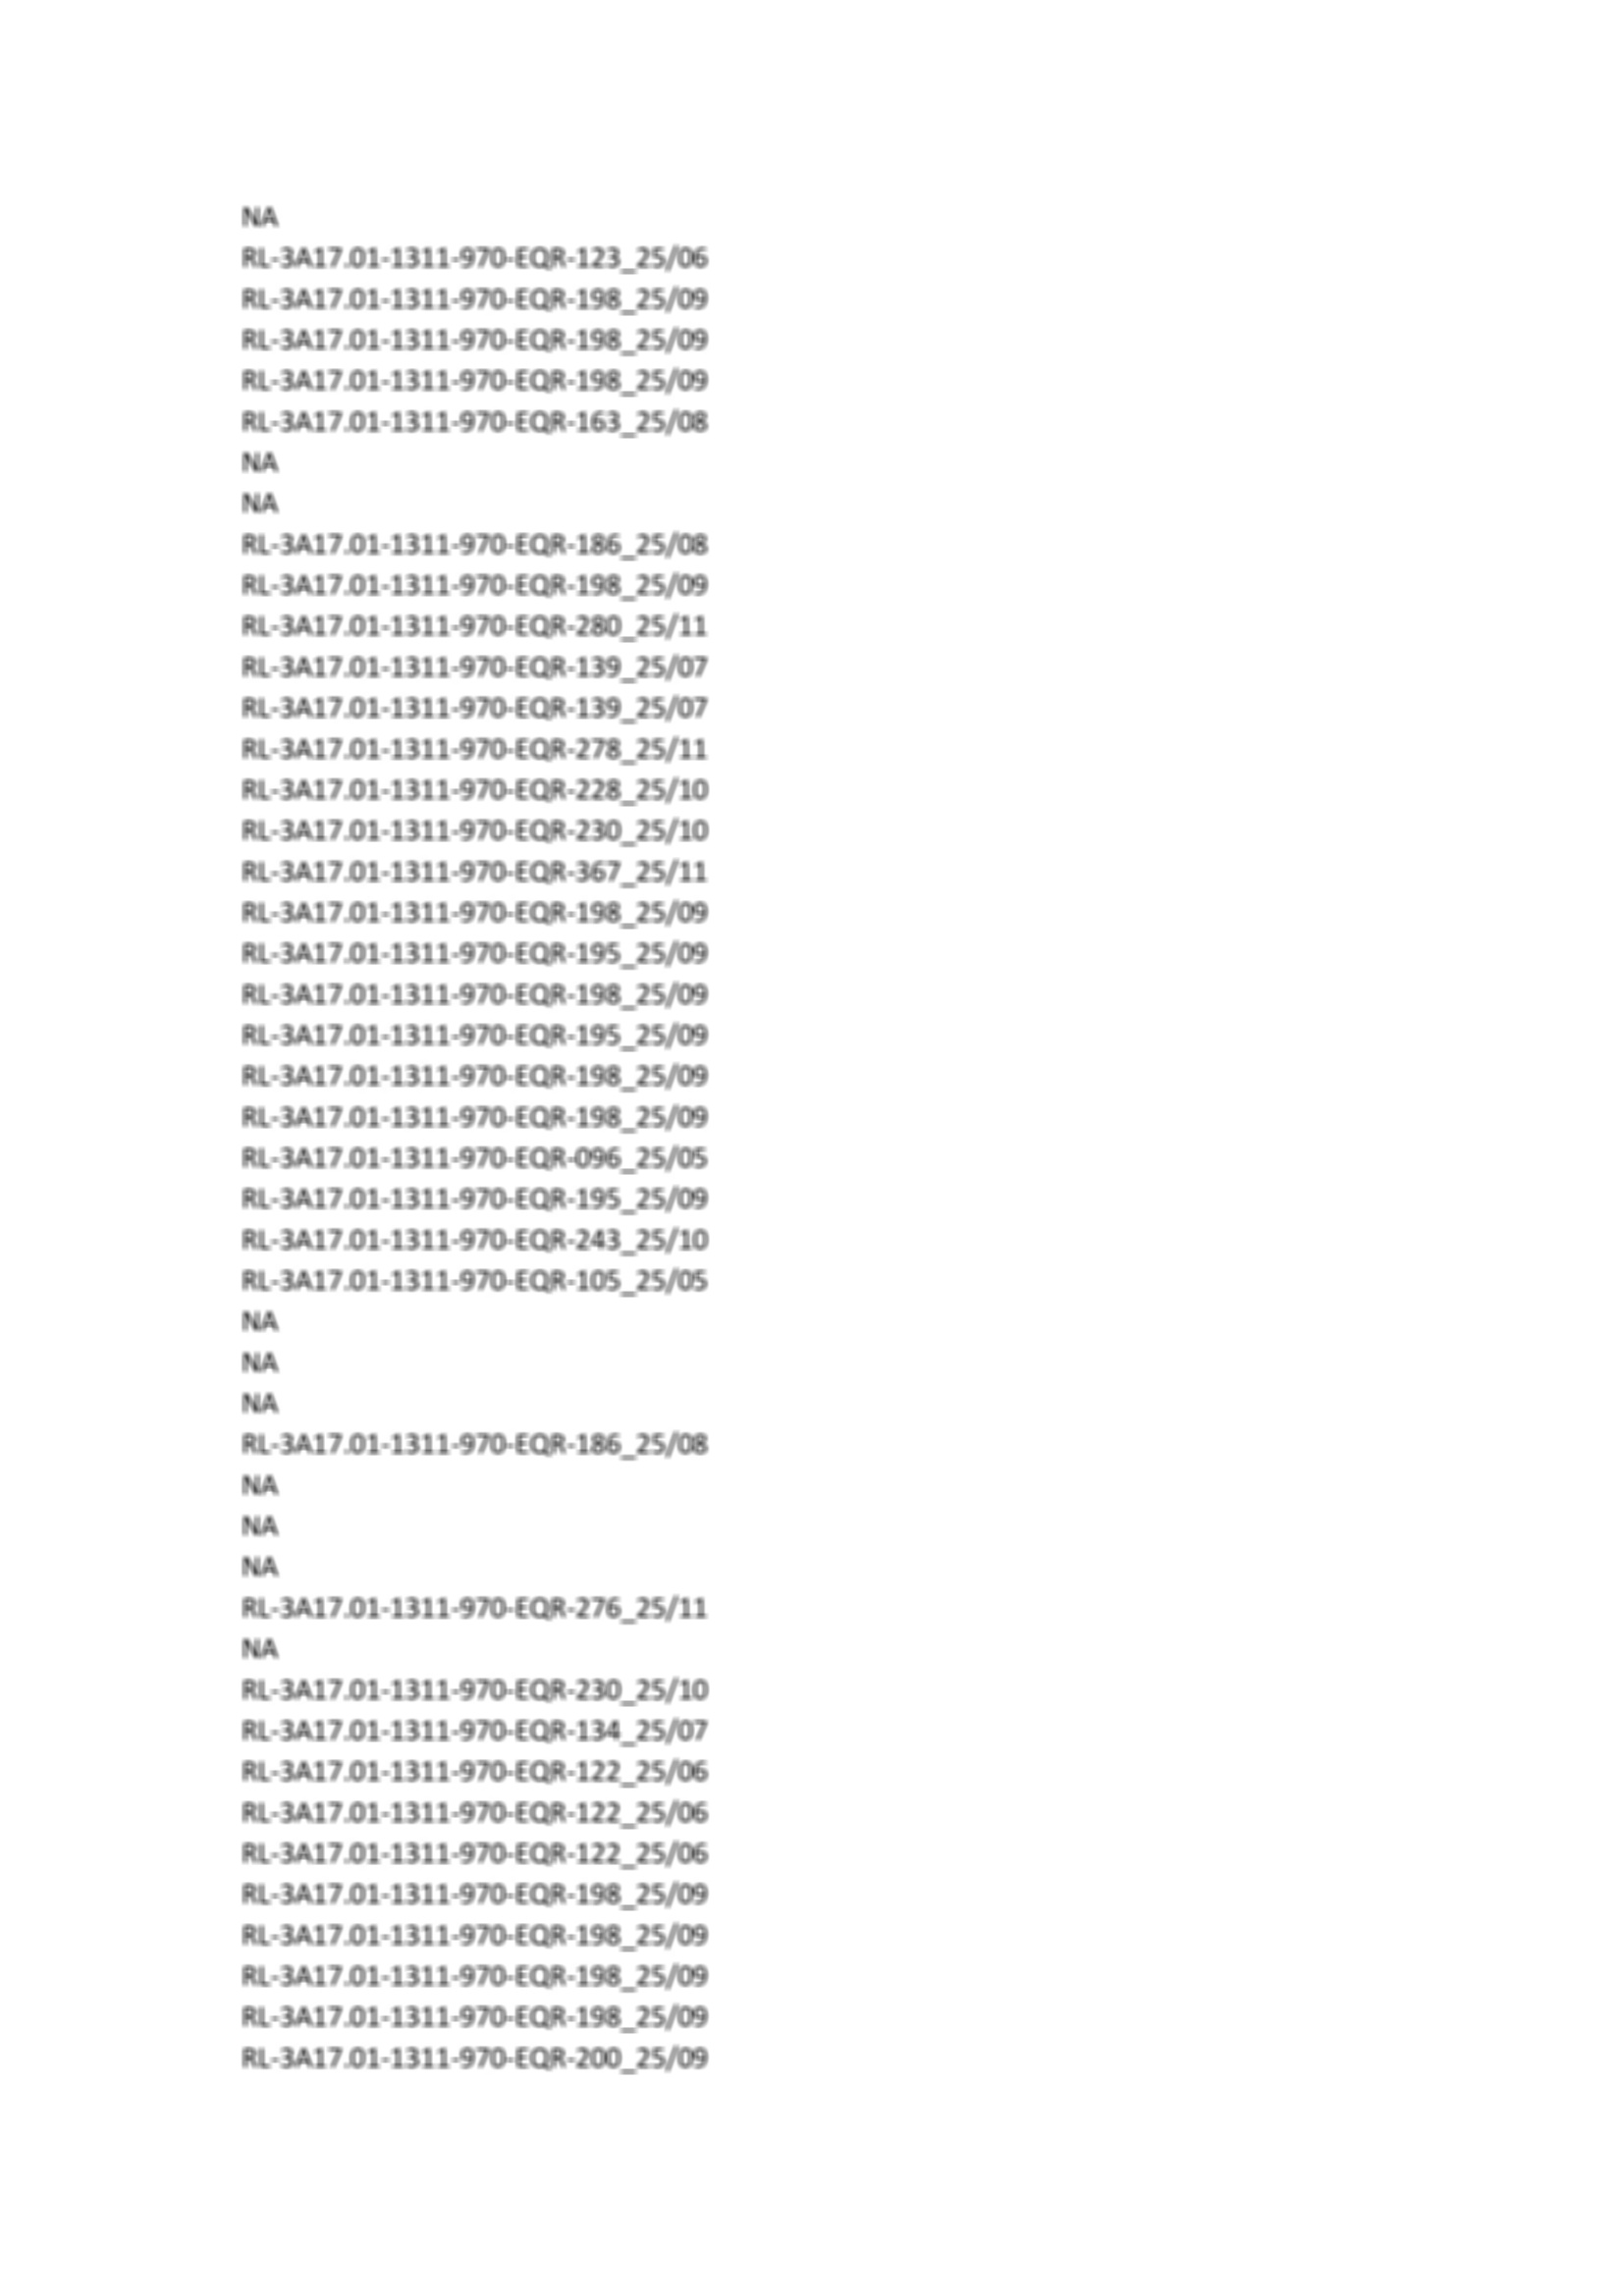 NA
RL-3A17.01-1311-970-EQR-123_25/06
RL-3A17.01-1311-970-EQR-198_25/09
RL-3A17.01-1311-970-EQR-198_25/09
RL-3A17.01-1311-970-EQR-198_25/09
RL-3A17.01-1311-970-EQR-163_25/08
NA
NA
RL-3A17.01-1311-970-EQR-186_25/08
RL-3A17.01-1311-970-EQR-198_25/09
RL-3A17.01-1311-970-EQR-280_25/11
RL-3A17.01-1311-970-EQR-139_25/07
RL-3A17.01-1311-970-EQR-139_25/07
RL-3A17.01-1311-970-EQR-278_25/11
RL-3A17.01-1311-970-EQR-228_25/10
RL-3A17.01-1311-970-EQR-230_25/10
RL-3A17.01-1311-970-EQR-367_25/11
RL-3A17.01-1311-970-EQR-198_25/09
RL-3A17.01-1311-970-EQR-195_25/09
RL-3A17.01-1311-970-EQR-198_25/09
RL-3A17.01-1311-970-EQR-195_25/09
RL-3A17.01-1311-970-EQR-198_25/09
RL-3A17.01-1311-970-EQR-198_25/09
RL-3A17.01-1311-970-EQR-096_25/05
RL-3A17.01-1311-970-EQR-195_25/09
RL-3A17.01-1311-970-EQR-243_25/10
RL-3A17.01-1311-970-EQR-105_25/05
NA
NA
NA
RL-3A17.01-1311-970-EQR-186_25/08
NA
NA
NA
RL-3A17.01-1311-970-EQR-276_25/11
NA
RL-3A17.01-1311-970-EQR-230_25/10
RL-3A17.01-1311-970-EQR-134_25/07
RL-3A17.01-1311-970-EQR-122_25/06
RL-3A17.01-1311-970-EQR-122_25/06
RL-3A17.01-1311-970-EQR-122_25/06
RL-3A17.01-1311-970-EQR-198_25/09
RL-3A17.01-1311-970-EQR-198_25/09
RL-3A17.01-1311-970-EQR-198_25/09
RL-3A17.01-1311-970-EQR-198_25/09
RL-3A17.01-1311-970-EQR-200_25/09